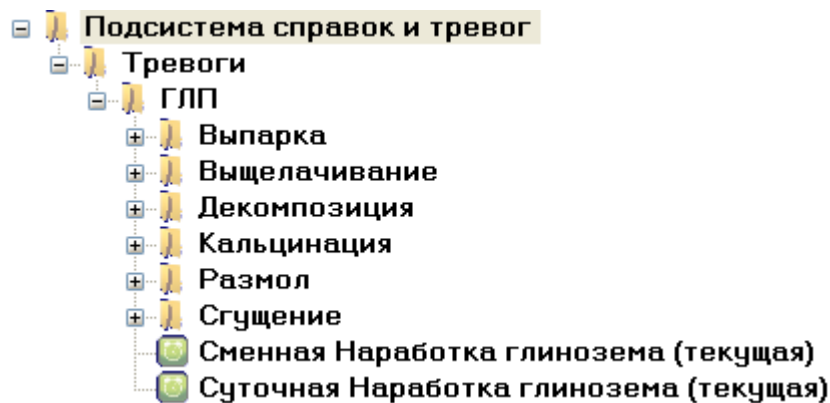 Подсистема справок и тревог
Тревоги
ГЛП
Выпарка
Выщелачивание
Декомпозиция
Кальцинация
Размол
Сгущение
Сменная Наработка глинозема (текущая)
Суточная Наработка глинозема (текущая)